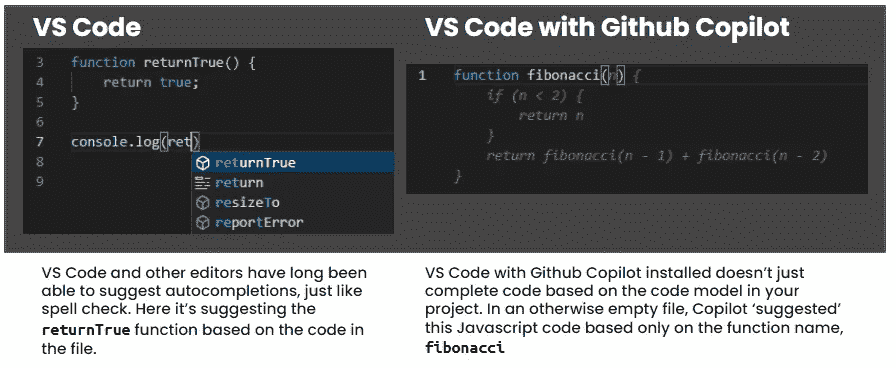 VS Code
3 function returnTrue() {
4 return true;
5 }
6
7 console.log(ret)
8 returnTrue
return
9 resizeTo
reportError
VS Code and other editors have long been
able to suggest autocompletions, just like
spell check. Here it's suggesting the
returnTrue function based on the code in
the file.
VS Code with Github Copilot
1 function fibonacci(n) {
if (n < 2) {
return n
}
return fibonacci(n - 1) + fibonacci(n - 2)
}
VS Code with Github Copilot installed doesn't just
complete code based on the code model in your
project. In an otherwise empty file, Copilot 'suggested'
this Javascript code based only on the function name,
fibonacci